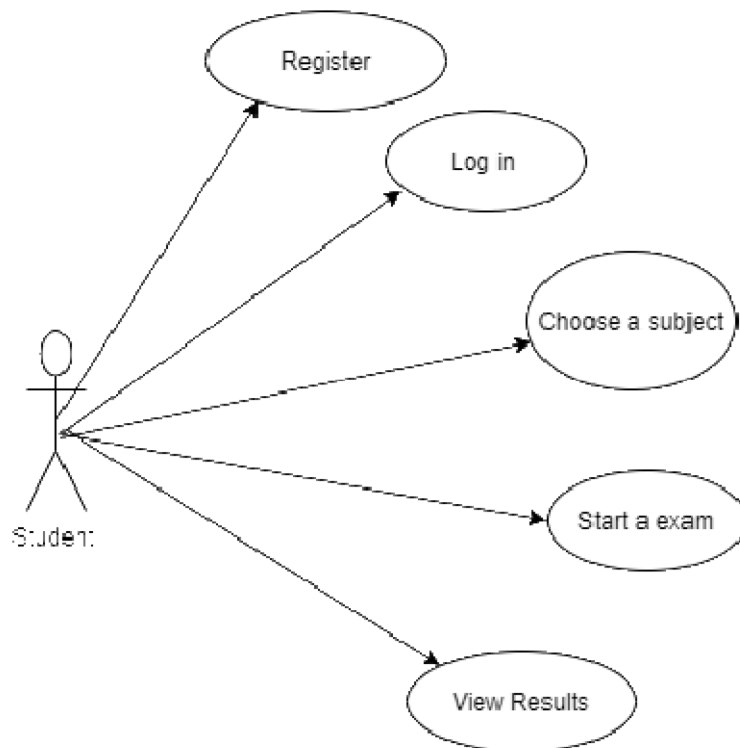 Register
Log in
Choose a subject
Start a exam
Student
View Results